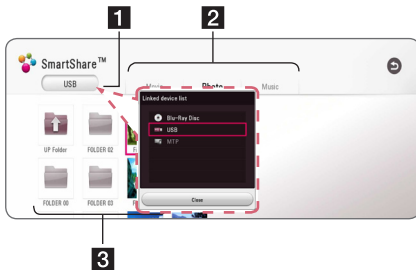 1
2
SmartShare™
USB
Photo
Music
Linked device list
Blu-Ray Disc
USB
MTP
UP Folder
FOLDER 02
FOLDER 00
FOLDER 03
Close
3